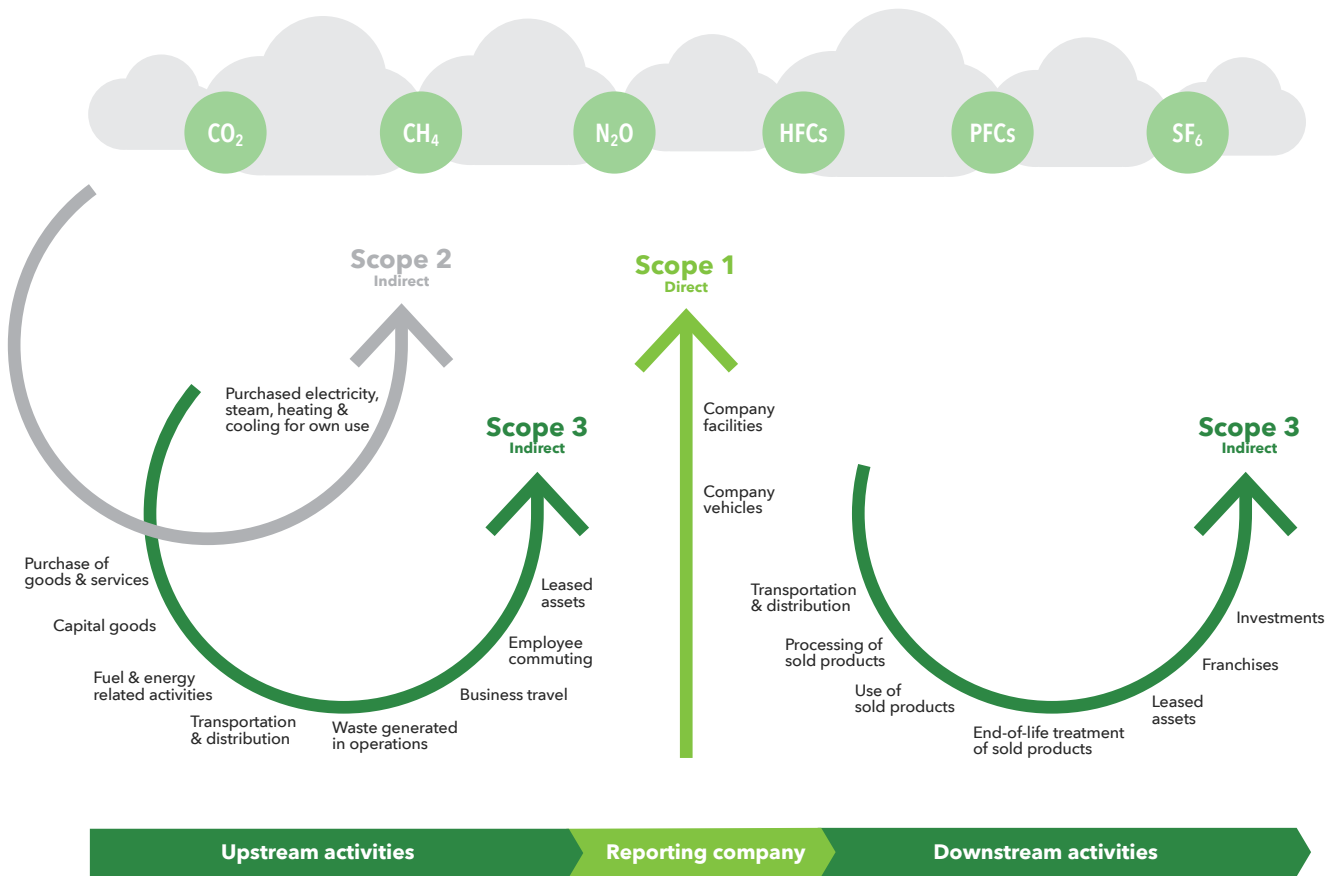 CO₂
CH₄
N₂O
HFCs
PFCs
SF₆
Scope 2
Indirect
Purchased electricity,
steam, heating &
cooling for own use
Scope 3
Indirect
Purchase of
goods & services
Capital goods
Fuel & energy
related activities
Transportation
& distribution
Waste generated
in operations
Business travel
Employee
commuting
Leased
assets
Scope 1
Direct
Company
facilities
Company
vehicles
Scope 3
Indirect
Transportation
& distribution
Processing of
sold products
Use of
sold products
End-of-life treatment
of sold products
Leased
assets
Franchises
Investments
Upstream activities
Reporting company
Downstream activities